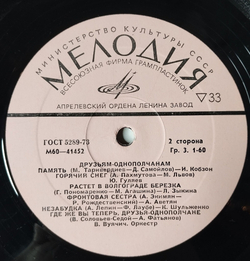 МИНИСТЕРСТВО КУЛЬТУРЫ СССР
МЕЛОДИЯ
ВСЕСОЮЗНАЯ ФИРМА ГРАМПЛАСТИНОК
АПРЕЛЕВСКИЙ ОРДЕНА ЛЕНИНА ЗАВОД
▽33
ГОСТ 5289-73
М60—41452
2 сторона
Гр. 3. 1-60
ДРУЗЬЯМ-ОДНОПОЛЧАНАМ
ПАМЯТЬ (М. Таривердиев—Д. Самойлов) — И. Кобзон
ГОРЯЧИЙ СНЕГ (А. Пахмутова—М. Львов)
Ю. Гуляев
РАСТЕТ В ВОЛГОГРАДЕ БЕРЕЗКА
(Г. Пономаренко—М. Агашина)—Л. Зыкина
ФРОНТОВАЯ СЕСТРА (А. Экимян—
Р. Рождественский) — А. Аветян
НЕЗАБУДКА (А. Лепин—Ф. Лаубе)—К. Шульженко
ГДЕ ЖЕ ВЫ ТЕПЕРЬ, ДРУЗЬЯ-ОДНОПОЛЧАНЕ
(В. Соловьев-Седой—А. Фатьянов)
В. Вуячич. Оркестр